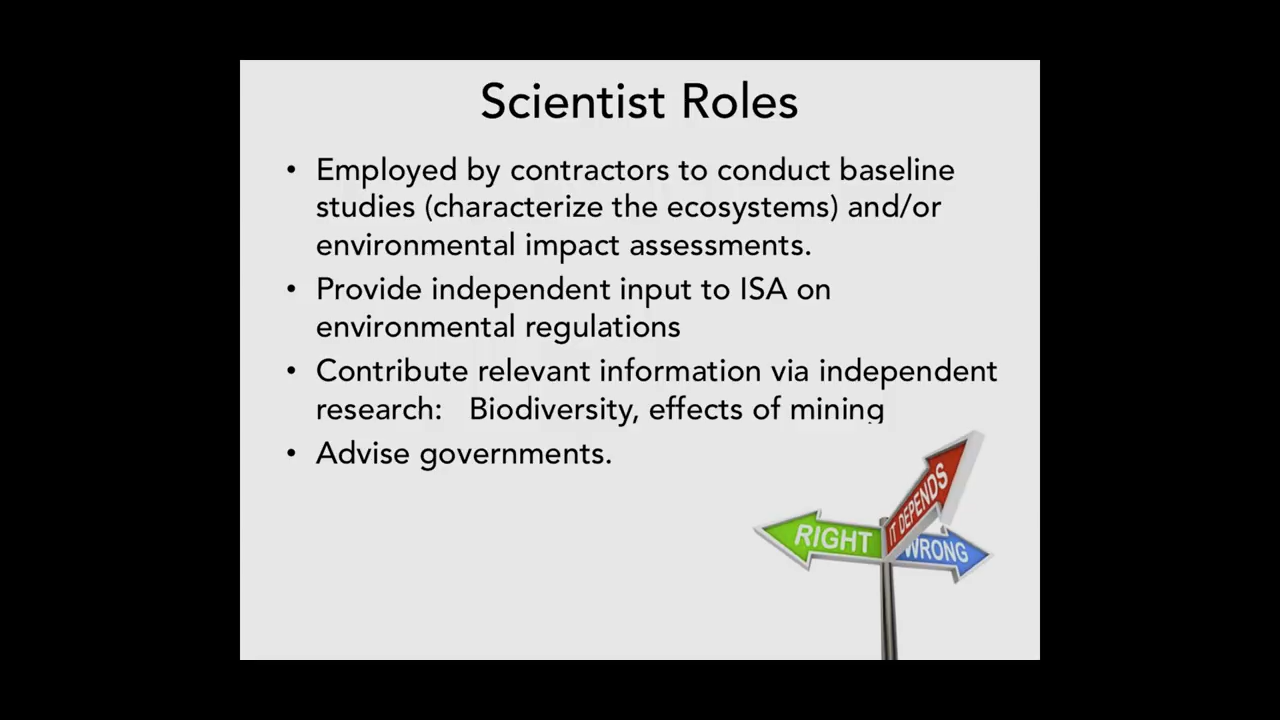 Scientist Roles
• Employed by contractors to conduct baseline
studies (characterize the ecosystems) and/or
environmental impact assessments.
• Provide independent input to ISA on
environmental regulations
• Contribute relevant information via independent
research: Biodiversity, effects of mining
• Advise governments.
IT DEPENDS
RIGHT
WRONG